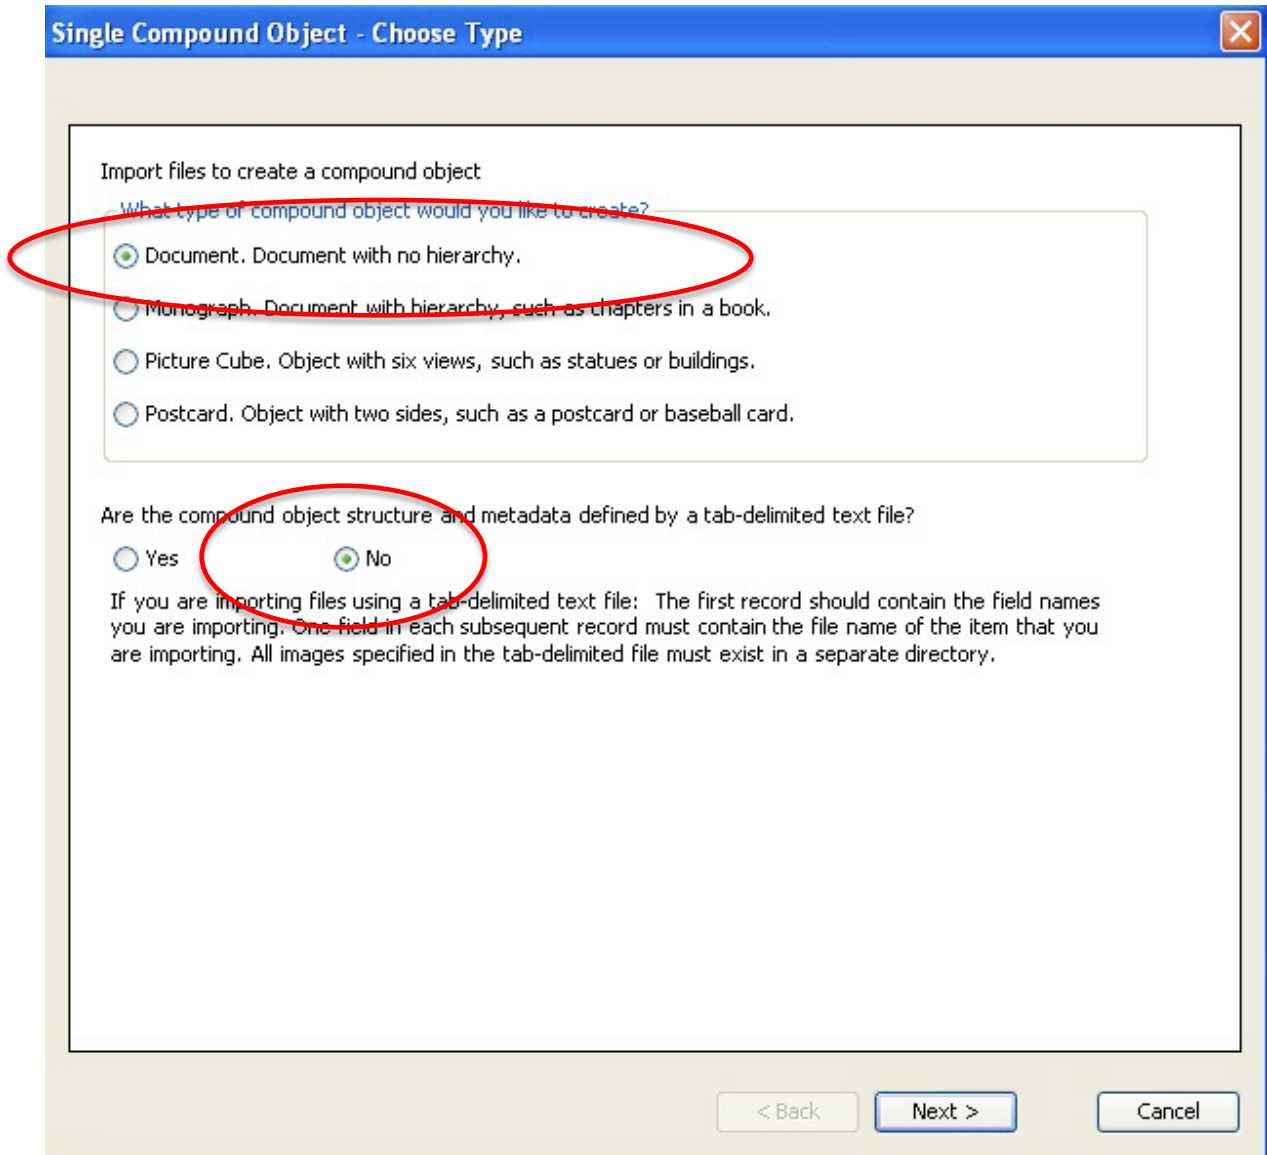 Single Compound Object - Choose Type
Import files to create a compound object
What type of compound object would you like to create?
Document. Document with no hierarchy.
Monograph. Document with hierarchy, such as chapters in a book.
Picture Cube. Object with six views, such as statues or buildings.
Postcard. Object with two sides, such as a postcard or baseball card.
Are the compound object structure and metadata defined by a tab-delimited text file?
Yes No
If you are importing files using a tab-delimited text file: The first record should contain the field names
you are importing. One field in each subsequent record must contain the file name of the item that you
are importing. All images specified in the tab-delimited file must exist in a separate directory.
< Back Next > Cancel